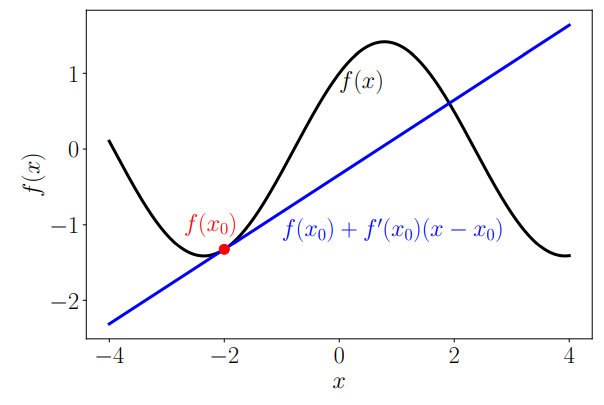 1
0
−1
−2
f(x)
f(x)
f(x₀)
f(x₀) + f′(x₀)(x − x₀)
−4 −2 0 2 4
x